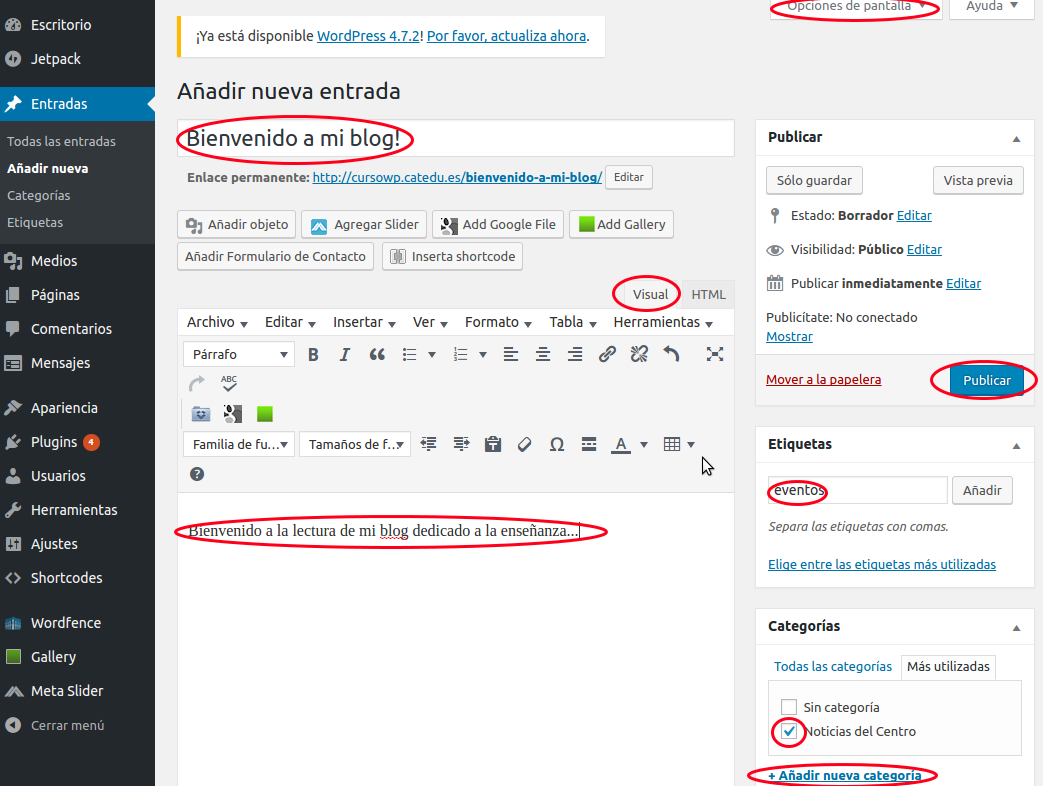 Escritorio
Jetpack
Entradas
Todas las entradas
Añadir nueva
Categorías
Etiquetas
Medios
Páginas
Comentarios
Mensajes
Apariencia
Plugins 4
Usuarios
Herramientas
Ajustes
Shortcodes
Wordfence
Gallery
Meta Slider
Cerrar menú
Opciones de pantalla
Ayuda
¡Ya está disponible WordPress 4.7.2! Por favor, actualiza ahora.
Añadir nueva entrada
Bienvenido a mi blog!
Enlace permanente: http://cursowp.catedu.es/bienvenido-a-mi-blog/ Editar
Añadir objeto Agregar Slider Add Google File Add Gallery
Añadir Formulario de Contacto Inserta shortcode
Visual HTML
Archivo Editar Insertar Ver Formato Tabla Herramientas
Párrafo B I
ABC
Familia de fu... Tamaños de f... Ω A
?
Bienvenido a la lectura de mi blog dedicado a la enseñanza...
Publicar
Sólo guardar Vista previa
Estado: Borrador Editar
Visibilidad: Público Editar
Publicar inmediatamente Editar
Publicítate: No conectado
Mostrar
Mover a la papelera Publicar
Etiquetas
eventos Añadir
Separa las etiquetas con comas.
Elige entre las etiquetas más utilizadas
Categorías
Todas las categorías Más utilizadas
Sin categoría
Noticias del Centro
+ Añadir nueva categoría